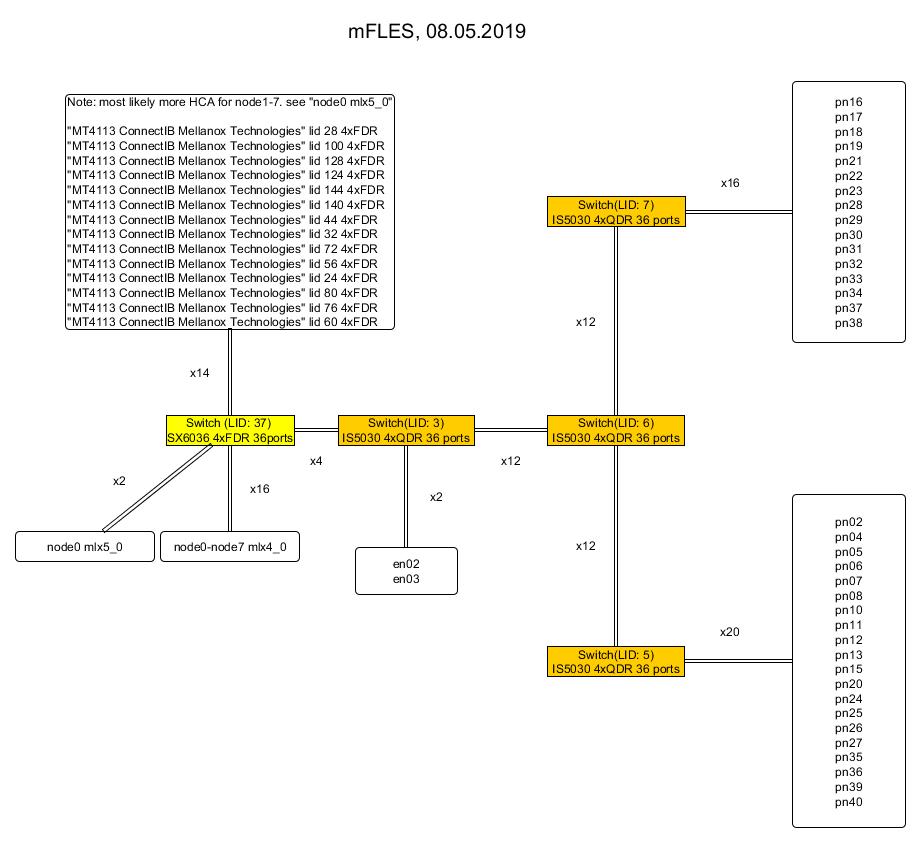 mFLES, 08.05.2019
Note: most likely more HCA for node1-7. see "node0 mlx5_0"
"MT4113 ConnectIB Mellanox Technologies" lid 28 4xFDR
"MT4113 ConnectIB Mellanox Technologies" lid 100 4xFDR
"MT4113 ConnectIB Mellanox Technologies" lid 128 4xFDR
"MT4113 ConnectIB Mellanox Technologies" lid 124 4xFDR
"MT4113 ConnectIB Mellanox Technologies" lid 144 4xFDR
"MT4113 ConnectIB Mellanox Technologies" lid 140 4xFDR
"MT4113 ConnectIB Mellanox Technologies" lid 44 4xFDR
"MT4113 ConnectIB Mellanox Technologies" lid 32 4xFDR
"MT4113 ConnectIB Mellanox Technologies" lid 72 4xFDR
"MT4113 ConnectIB Mellanox Technologies" lid 56 4xFDR
"MT4113 ConnectIB Mellanox Technologies" lid 24 4xFDR
"MT4113 ConnectIB Mellanox Technologies" lid 80 4xFDR
"MT4113 ConnectIB Mellanox Technologies" lid 76 4xFDR
"MT4113 ConnectIB Mellanox Technologies" lid 60 4xFDR
x14
Switch (LID: 37)
SX6036 4xFDR 36ports
x2
x16
node0 mlx5_0
node0-node7 mlx4_0
x4
Switch(LID: 3)
IS5030 4xQDR 36 ports
x2
en02
en03
x12
Switch(LID: 6)
IS5030 4xQDR 36 ports
x12
Switch(LID: 7)
IS5030 4xQDR 36 ports
x16
pn16
pn17
pn18
pn19
pn21
pn22
pn23
pn28
pn29
pn30
pn31
pn32
pn33
pn34
pn37
pn38
x12
Switch(LID: 5)
IS5030 4xQDR 36 ports
x20
pn02
pn04
pn05
pn06
pn07
pn08
pn10
pn11
pn12
pn13
pn15
pn20
pn24
pn25
pn26
pn27
pn35
pn36
pn39
pn40